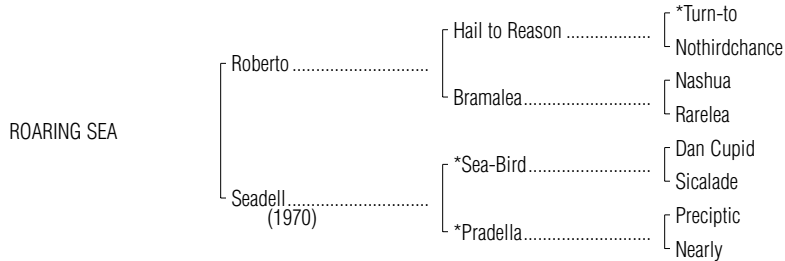 *Turn-to
Hail to Reason ..................
Nothirdchance
Roberto .............................
Nashua
Bramalea...........................
Rarelea
ROARING SEA
Dan Cupid
*Sea-Bird..........................
Sicalade
Seadell..............................
(1970)
Preciptic
*Pradella...........................
Nearly